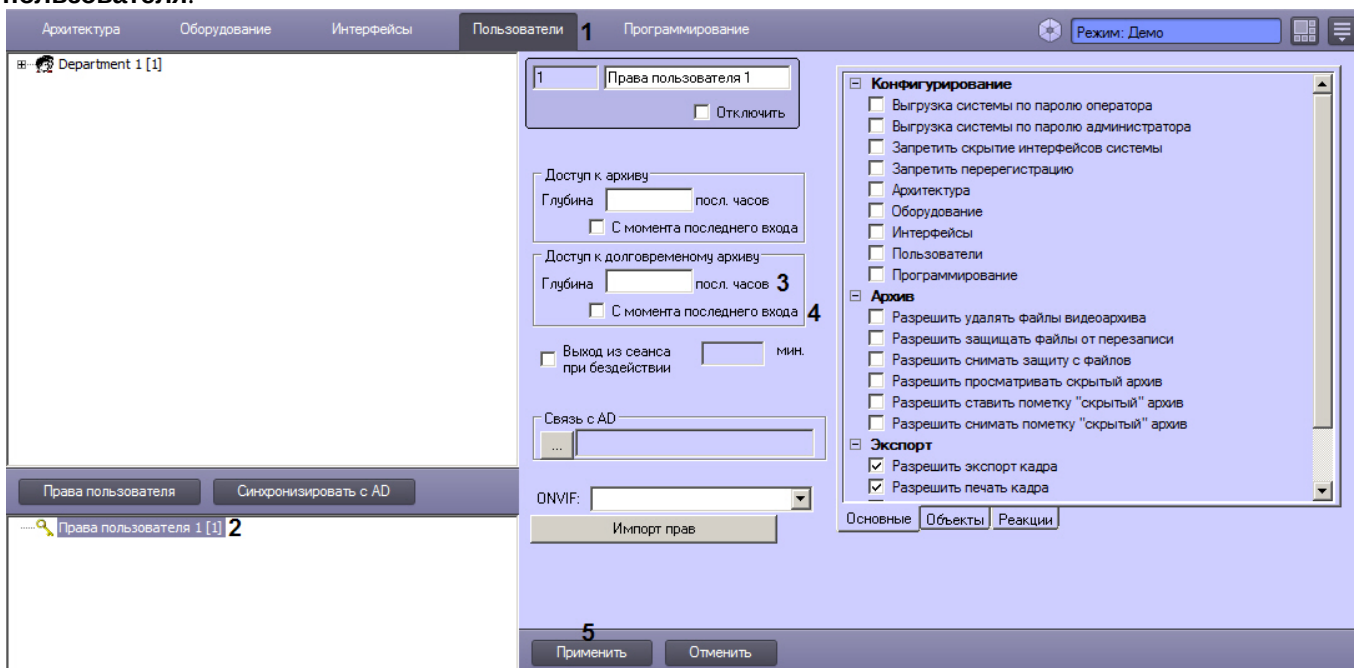 пользователя.
Архитектура Оборудование Интерфейсы Пользователи 1 Программирование Режим: Демо
Department 1 [1]
1 Права пользователя 1
Отключить
Доступ к архиву
Глубина посл. часов
С момента последнего входа
Доступ к долговременому архиву
Глубина посл. часов 3
С момента последнего входа 4
Выход из сеанса
при бездействии
мин.
Связь с AD
...
ONVIF:
Импорт прав
Конфигурирование
Выгрузка системы по паролю оператора
Выгрузка системы по паролю администратора
Запретить скрытие интерфейсов системы
Запретить перерегистрацию
Архитектура
Оборудование
Интерфейсы
Пользователи
Программирование
Архив
Разрешить удалять файлы видеоархива
Разрешить защищать файлы от перезаписи
Разрешить снимать защиту с файлов
Разрешить просматривать скрытый архив
Разрешить ставить пометку "скрытый" архив
Разрешить снимать пометку "скрытый" архив
Экспорт
Разрешить экспорт кадра
Разрешить печать кадра
Основные Объекты Реакции
Права пользователя Синхронизировать с AD
Права пользователя 1 [1] 2
5
Применить Отменить